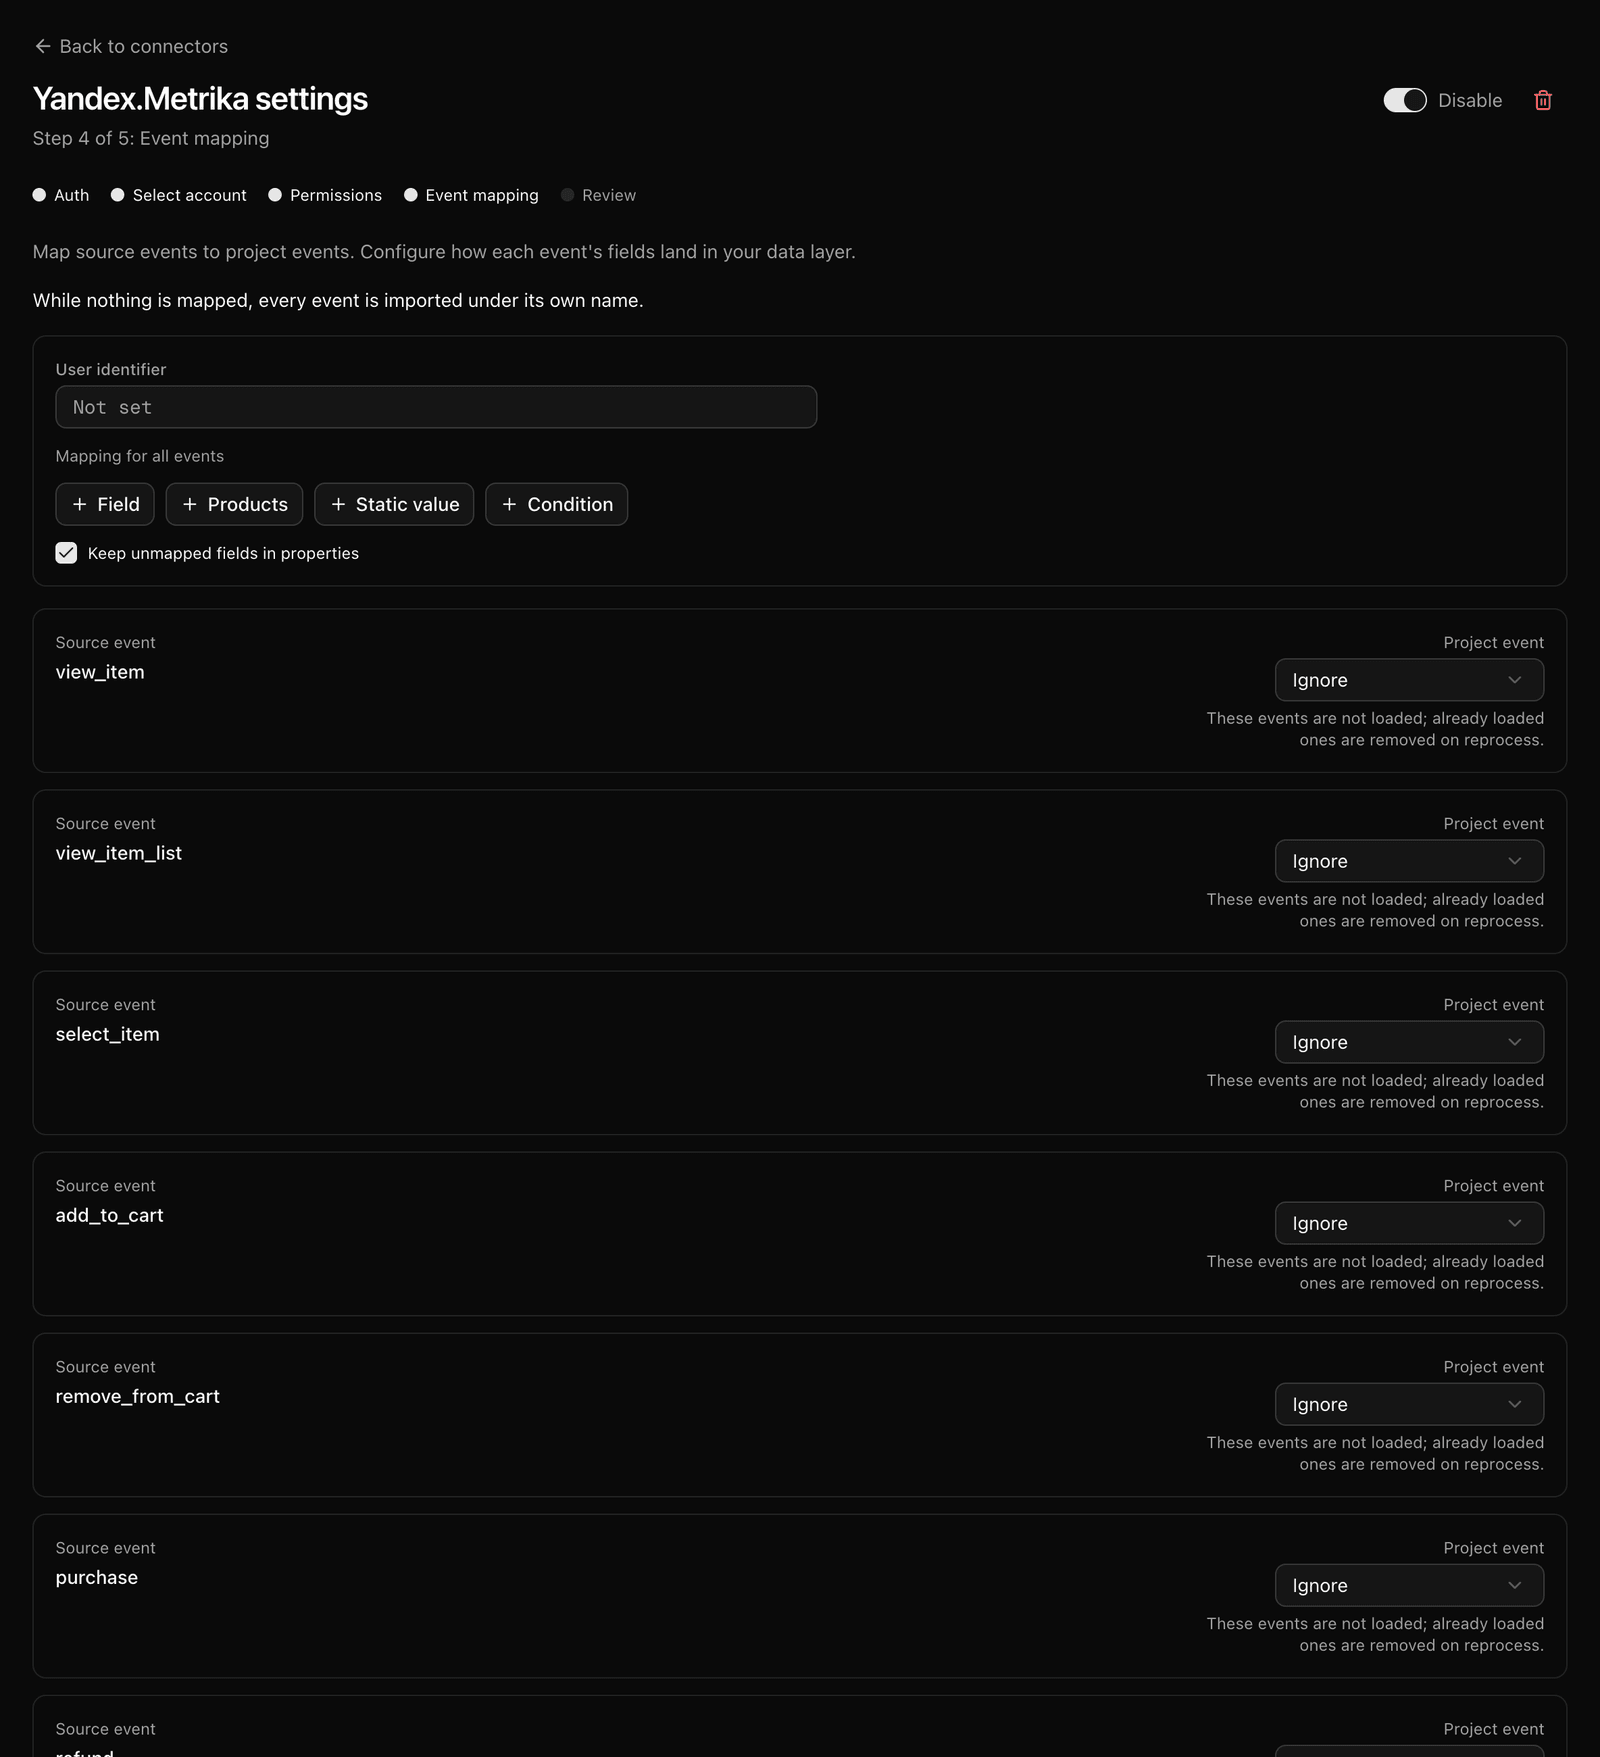 Back to connectors
Yandex.Metrika settings
Disable
Step 4 of 5: Event mapping
Auth
Select account
Permissions
Event mapping
Review
Map source events to project events. Configure how each event's fields land in your data layer.
While nothing is mapped, every event is imported under its own name.
User identifier
Not set
Mapping for all events
+ Field
+ Products
+ Static value
+ Condition
Keep unmapped fields in properties
Source event
Project event
view_item
Ignore
These events are not loaded; already loaded
ones are removed on reprocess.
Source event
Project event
view_item_list
Ignore
These events are not loaded; already loaded
ones are removed on reprocess.
Source event
Project event
select_item
Ignore
These events are not loaded; already loaded
ones are removed on reprocess.
Source event
Project event
add_to_cart
Ignore
These events are not loaded; already loaded
ones are removed on reprocess.
Source event
Project event
remove_from_cart
Ignore
These events are not loaded; already loaded
ones are removed on reprocess.
Source event
Project event
purchase
Ignore
These events are not loaded; already loaded
ones are removed on reprocess.
Source event
Project event
refund